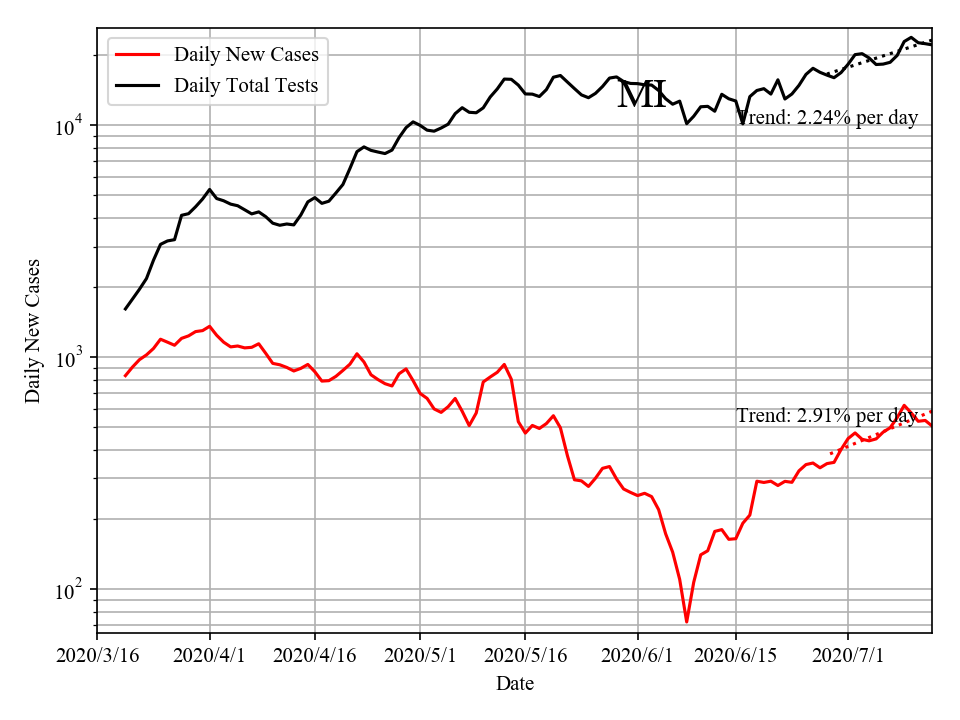 Daily New Cases
Daily Total Tests
MI
Trend: 2.24% per day
Trend: 2.91% per day
10^4
10^3
10^2
Daily New Cases
2020/3/16 2020/4/1 2020/4/16 2020/5/1 2020/5/16 2020/6/1 2020/6/15 2020/7/1
Date